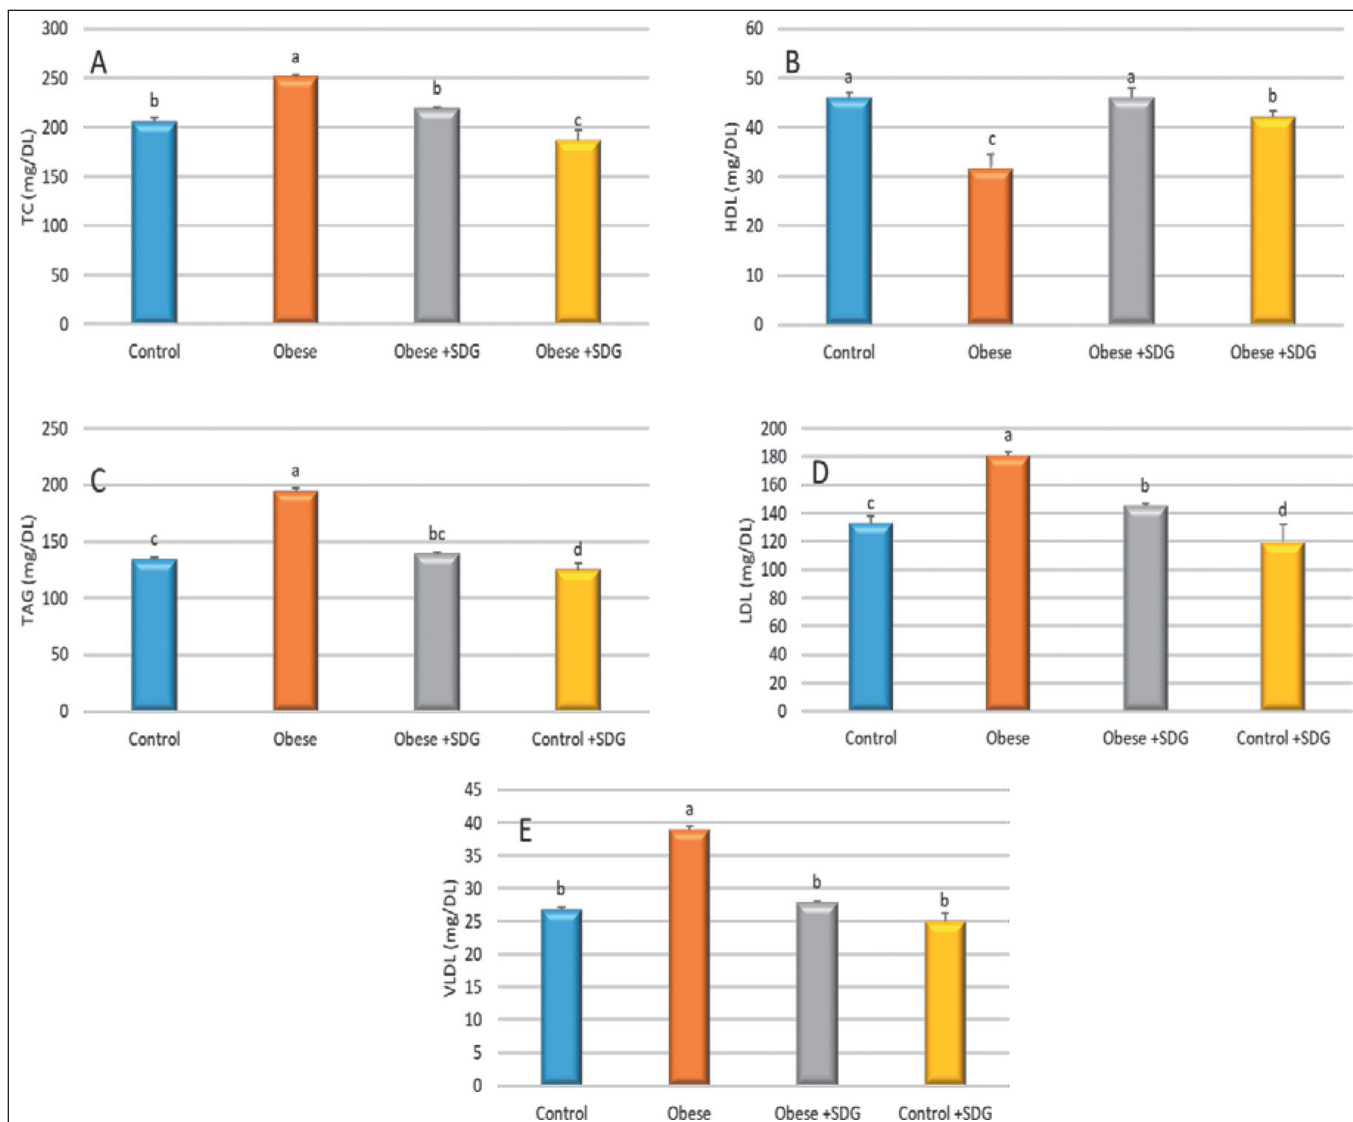 A
TC (mg/DL)
300
250
200
150
100
50
0
b
a
b
c
Control Obese Obese +SDG Obese +SDG
B
HDL (mg/DL)
60
50
40
30
20
10
0
a
c
a
b
Control Obese Obese +SDG Obese +SDG
C
TAG (mg/DL)
250
200
150
100
50
0
c
a
bc
d
Control Obese Obese +SDG Control +SDG
D
LDL (mg/DL)
200
180
160
140
120
100
80
60
40
20
0
c
a
b
d
Control Obese Obese +SDG Control +SDG
E
VLDL (mg/DL)
45
40
35
30
25
20
15
10
5
0
b
a
b
b
Control Obese Obese +SDG Control +SDG